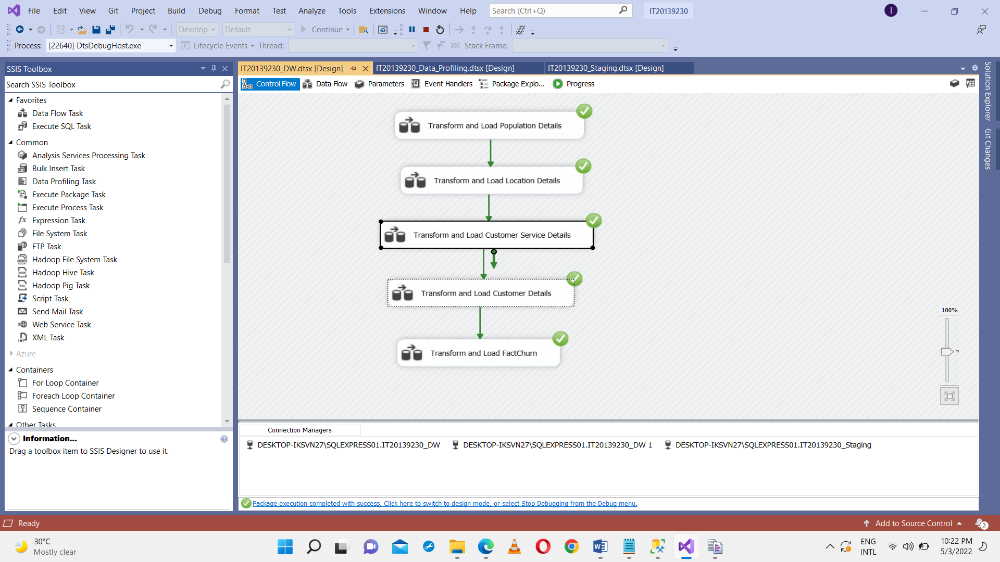 File Edit View Git Project Build Debug Format Test Analyze Tools Extensions Window Help Search (Ctrl+Q) IT20139230 I
Develop Default Continue
Process: [22640] DtsDebugHost.exe Lifecycle Events Thread: Stack Frame:
SSIS Toolbox
Search SSIS Toolbox
Favorites
Data Flow Task
Execute SQL Task
Common
Analysis Services Processing Task
Bulk Insert Task
Data Profiling Task
Execute Package Task
Execute Process Task
Expression Task
File System Task
FTP Task
Hadoop File System Task
Hadoop Hive Task
Hadoop Pig Task
Script Task
Send Mail Task
Web Service Task
XML Task
Azure
Containers
For Loop Container
Foreach Loop Container
Sequence Container
Other Tasks
Information...
Drag a toolbox item to SSIS Designer to use it.
IT20139230_DW.dtsx [Design] IT20139230_Data_Profiling.dtsx [Design] IT20139230_Staging.dtsx [Design]
Control Flow Data Flow Parameters Event Handlers Package Explo... Progress
Transform and Load Population Details
Transform and Load Location Details
Transform and Load Customer Service Details
Transform and Load Customer Details
Transform and Load FactChurn
100%
Connection Managers
DESKTOP-IKSVN27\SQLEXPRESS01.IT20139230_DW DESKTOP-IKSVN27\SQLEXPRESS01.IT20139230_DW 1 DESKTOP-IKSVN27\SQLEXPRESS01.IT20139230_Staging
Package execution completed with success. Click here to switch to design mode, or select Stop Debugging from the Debug menu.
Solution Explorer
Git Changes
Ready Add to Source Control 2
30°C
Mostly clear
ENG
INTL
10:22 PM
5/3/2022